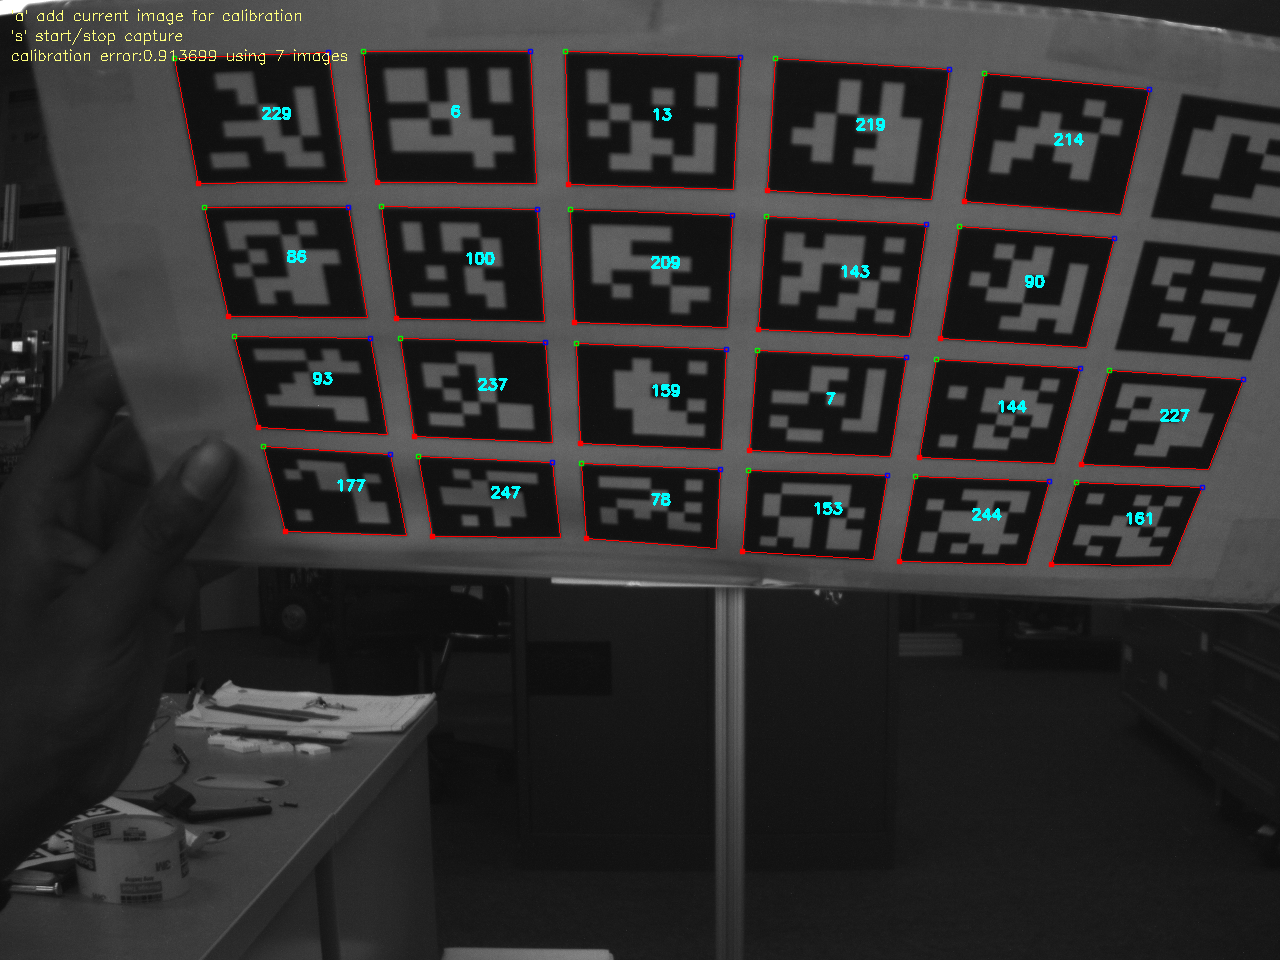 a' add current image for calibration
's' start/stop capture
calibration error:0.913699 using 7 images
229 6 13 219 214
86 100 209 143 90
93 237 159 7 144 227
177 247 78 153 244 161